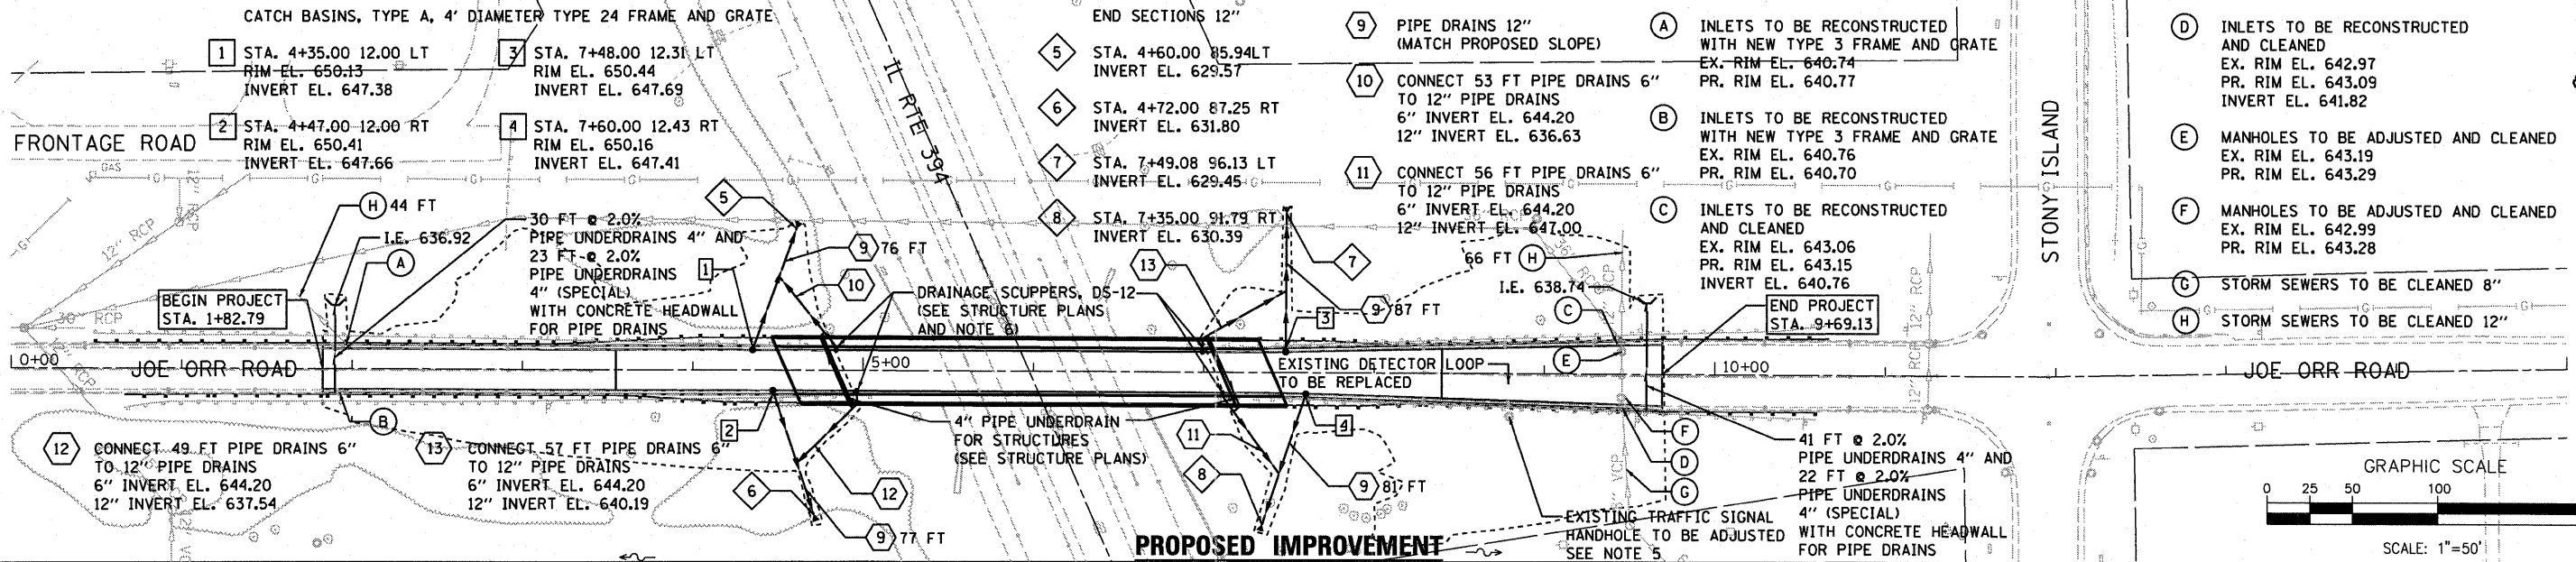 CATCH BASINS, TYPE A, 4' DIAMETER TYPE 24 FRAME AND GRATE
1 STA. 4+35.00 12.00 LT
RIM EL. 650.13
INVERT EL. 647.38
2 STA. 4+47.00 12.00 RT
RIM EL. 650.41
INVERT EL. 647.66
3 STA. 7+48.00 12.31 LT
RIM EL. 650.44
INVERT EL. 647.69
4 STA. 7+60.00 12.43 RT
RIM EL. 650.16
INVERT EL. 647.41
END SECTIONS 12"
5 STA. 4+60.00 85.94LT
INVERT EL. 629.57
6 STA. 4+72.00 87.25 RT
INVERT EL. 631.80
7 STA. 7+49.08 96.13 LT
INVERT EL. 629.45
8 STA. 7+35.00 91.79 RT
INVERT EL. 630.39
9 PIPE DRAINS 12"
(MATCH PROPOSED SLOPE)
10 CONNECT 53 FT PIPE DRAINS 6"
TO 12" PIPE DRAINS
6" INVERT EL. 644.20
12" INVERT EL. 636.63
11 CONNECT 56 FT PIPE DRAINS 6"
TO 12" PIPE DRAINS
6" INVERT EL. 644.20
12" INVERT EL. 647.00
A INLETS TO BE RECONSTRUCTED
WITH NEW TYPE 3 FRAME AND GRATE
EX. RIM EL. 640.74
PR. RIM EL. 640.77
B INLETS TO BE RECONSTRUCTED
WITH NEW TYPE 3 FRAME AND GRATE
EX. RIM EL. 640.76
PR. RIM EL. 640.70
C INLETS TO BE RECONSTRUCTED
AND CLEANED
EX. RIM EL. 643.06
PR. RIM EL. 643.15
INVERT EL. 640.76
D INLETS TO BE RECONSTRUCTED
AND CLEANED
EX. RIM EL. 642.97
PR. RIM EL. 643.09
INVERT EL. 641.82
E MANHOLES TO BE ADJUSTED AND CLEANED
EX. RIM EL. 643.19
PR. RIM EL. 643.29
F MANHOLES TO BE ADJUSTED AND CLEANED
EX. RIM EL. 642.99
PR. RIM EL. 643.28
G STORM SEWERS TO BE CLEANED 8"
H STORM SEWERS TO BE CLEANED 12"
FRONTAGE ROAD
IL RTE 394
STONY ISLAND
GAS
12" RCP
12" RCP
H 44 FT
I.E. 636.92
A
BEGIN PROJECT
STA. 1+82.79
30" RCP
30 FT @ 2.0%
PIPE UNDERDRAINS 4" AND
23 FT @ 2.0%
PIPE UNDERDRAINS
4" (SPECIAL)
WITH CONCRETE HEADWALL
FOR PIPE DRAINS
5
1
9 76 FT
10
DRAINAGE SCUPPERS, DS-12
(SEE STRUCTURE PLANS
AND NOTE 6)
13
7
3
9 87 FT
66 FT H
I.E. 638.74
C
END PROJECT
STA. 9+69.13
E
12" RCP
12" RCP
0+00
JOE ORR ROAD
5+00
EXISTING DETECTOR LOOP
TO BE REPLACED
10+00
JOE ORR ROAD
B
2
4" PIPE UNDERDRAIN
FOR STRUCTURES
(SEE STRUCTURE PLANS)
11
4
8
9 81 FT
F
D
G
41 FT @ 2.0%
PIPE UNDERDRAINS 4" AND
22 FT @ 2.0%
PIPE UNDERDRAINS
4" (SPECIAL)
WITH CONCRETE HEADWALL
FOR PIPE DRAINS
12 CONNECT 49 FT PIPE DRAINS 6"
TO 12" PIPE DRAINS
6" INVERT EL. 644.20
12" INVERT EL. 637.54
13 CONNECT 57 FT PIPE DRAINS 6"
TO 12" PIPE DRAINS
6" INVERT EL. 644.20
12" INVERT EL. 640.19
6
12
9 77 FT
EXISTING TRAFFIC SIGNAL
HANDHOLE TO BE ADJUSTED
SEE NOTE 5
PROPOSED IMPROVEMENT
GRAPHIC SCALE
0 25 50 100
SCALE: 1"=50'